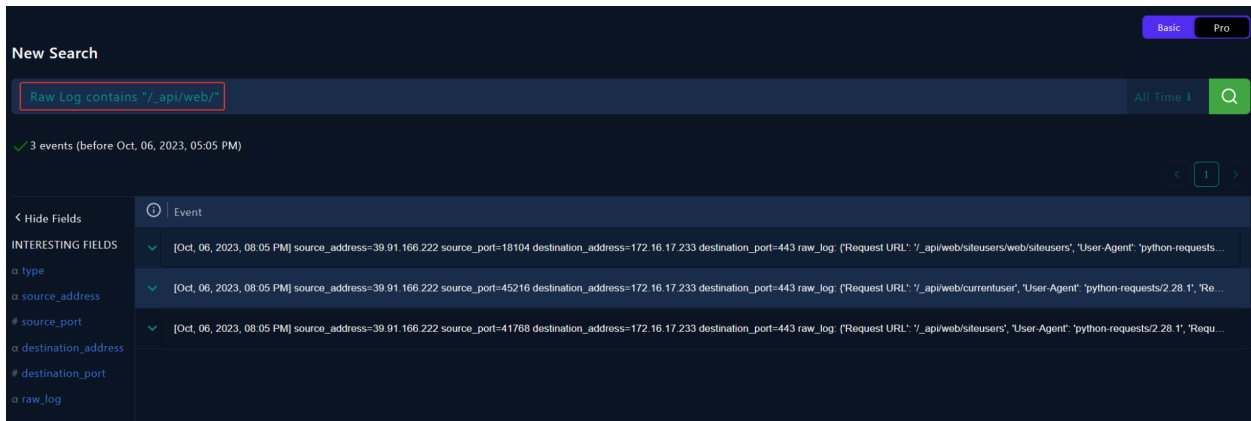 Basic Pro
New Search
Raw Log contains "/_api/web/" All Time
3 events (before Oct, 06, 2023, 05:05 PM)
< 1 >
Hide Fields
Event
INTERESTING FIELDS
[Oct, 06, 2023, 08:05 PM] source_address=39.91.166.222 source_port=18104 destination_address=172.16.17.233 destination_port=443 raw_log: {'Request URL': '/_api/web/siteusers/web/siteusers', 'User-Agent': 'python-requests...
α type
α source_address
[Oct, 06, 2023, 08:05 PM] source_address=39.91.166.222 source_port=45216 destination_address=172.16.17.233 destination_port=443 raw_log: {'Request URL': '/_api/web/currentuser', 'User-Agent': 'python-requests/2.28.1', 'Re...
# source_port
[Oct, 06, 2023, 08:05 PM] source_address=39.91.166.222 source_port=41768 destination_address=172.16.17.233 destination_port=443 raw_log: {'Request URL': '/_api/web/siteusers', 'User-Agent': 'python-requests/2.28.1', 'Requ...
α destination_address
# destination_port
α raw_log